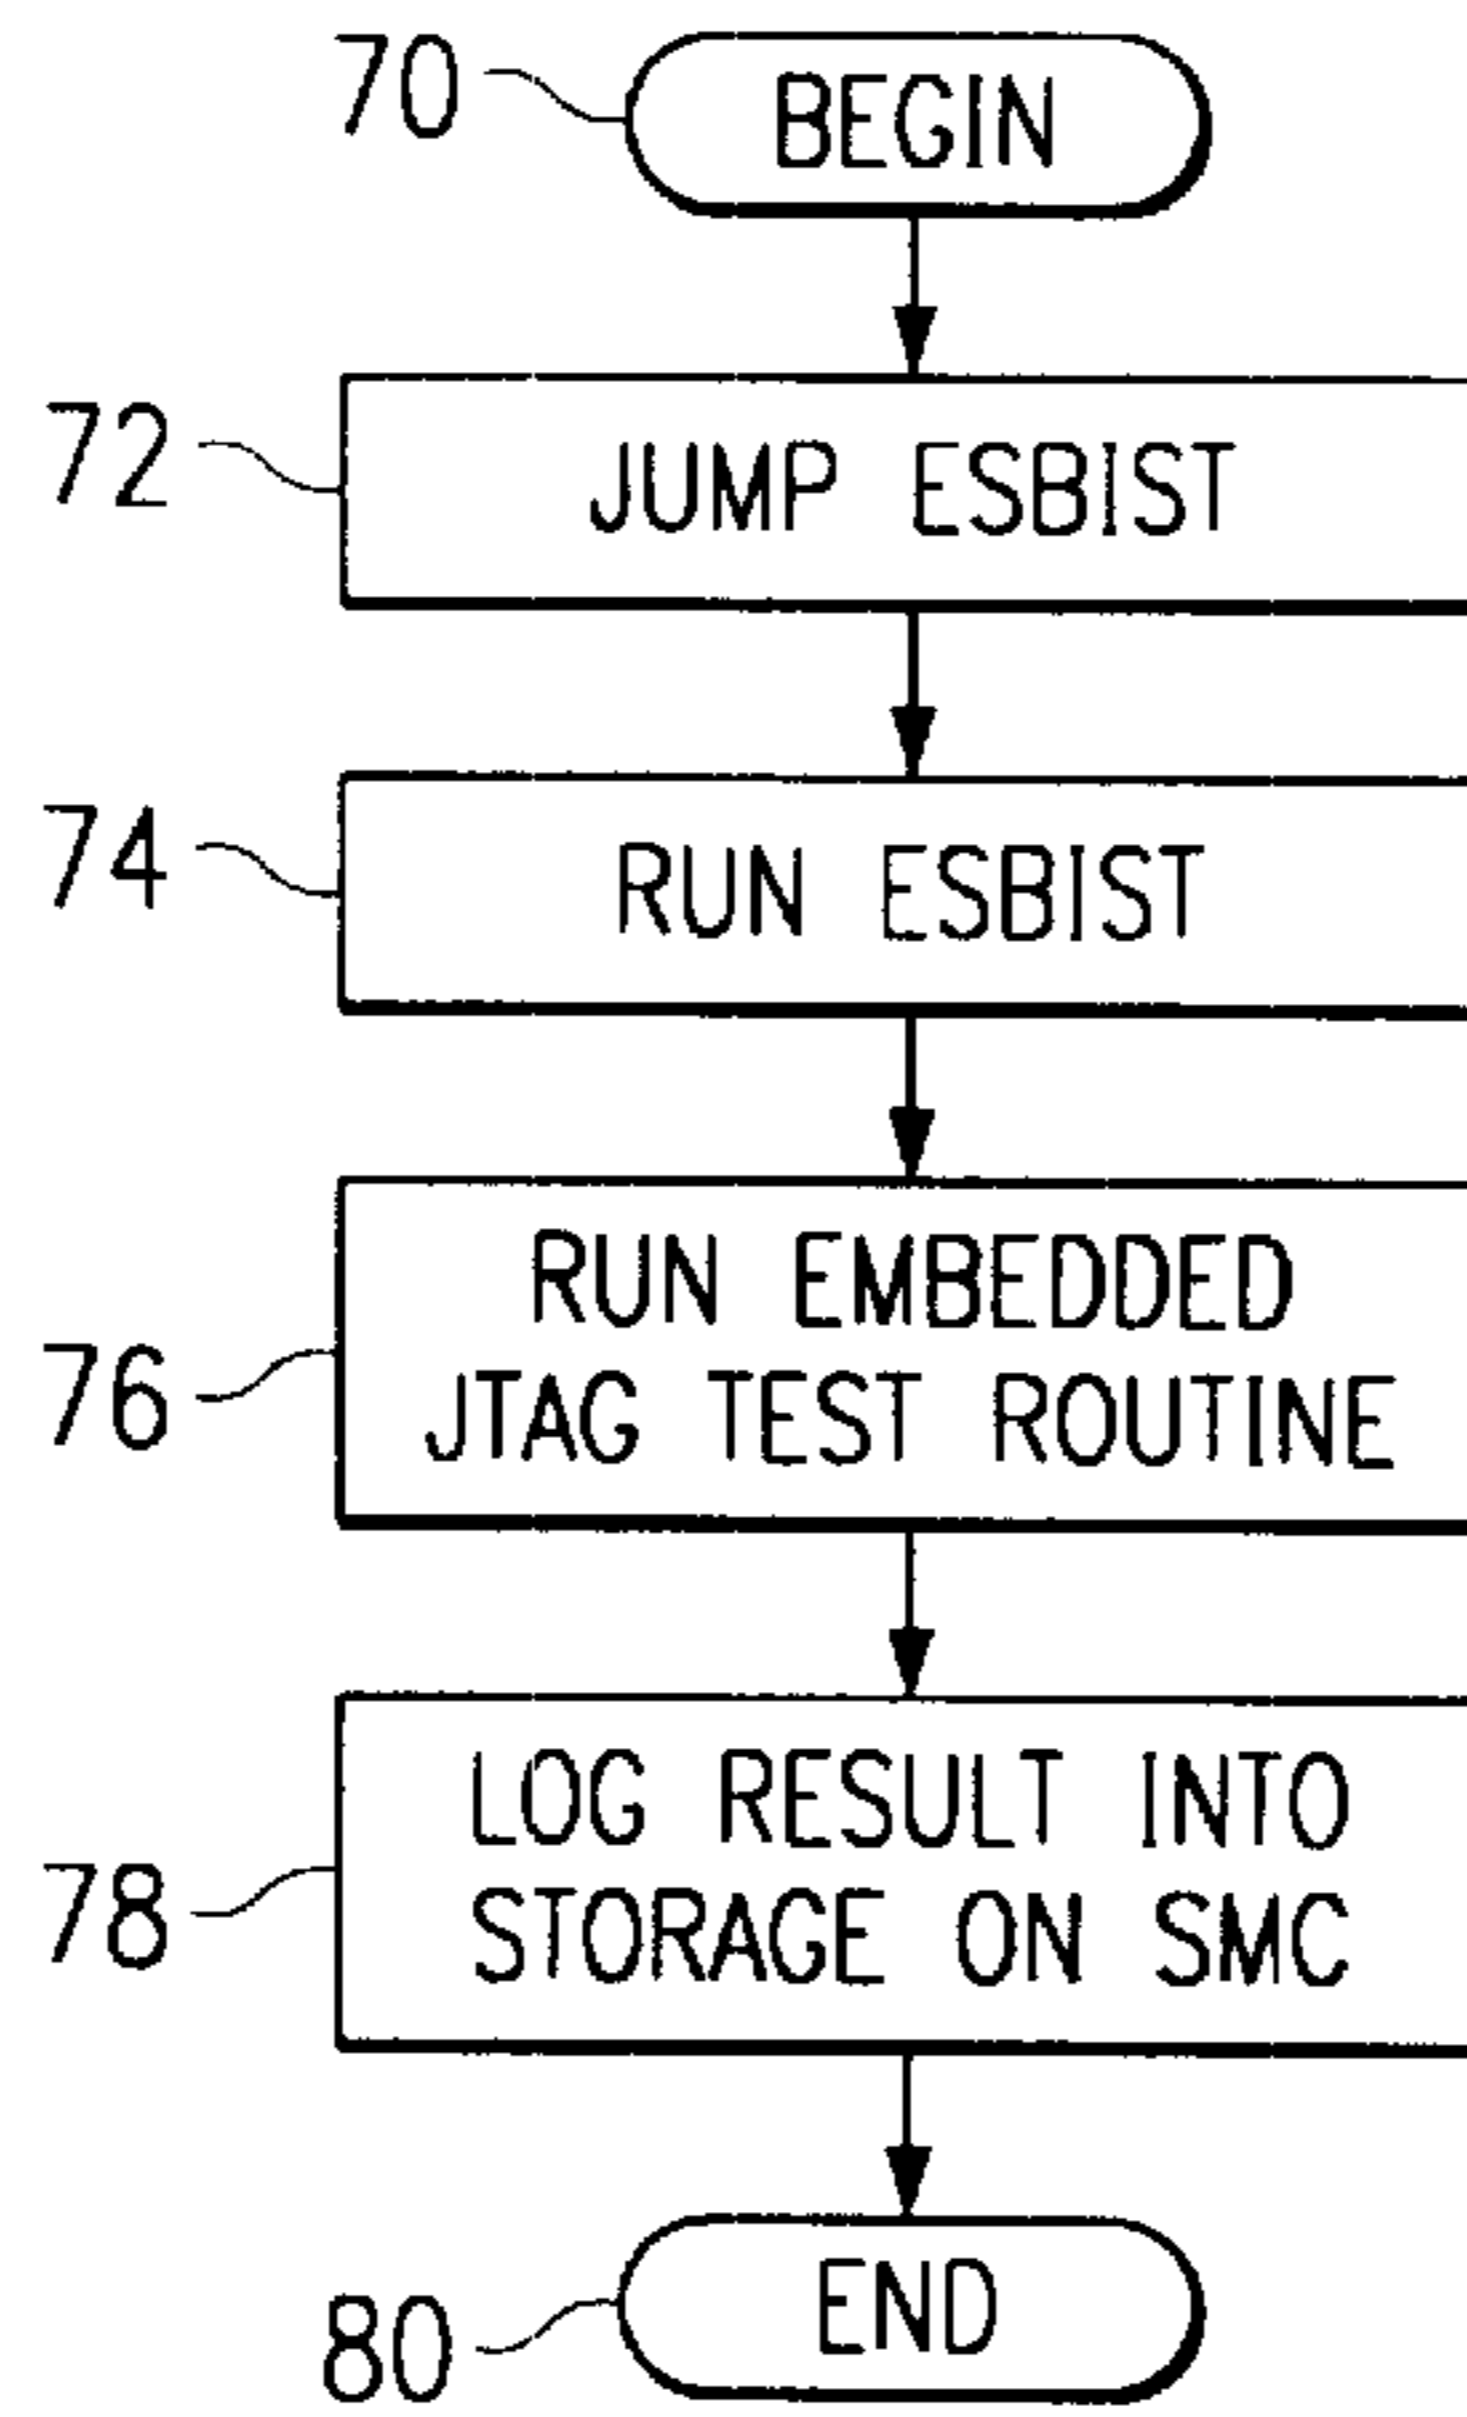 70
BEGIN
72
JUMP ESBIST
74
RUN ESBIST
RUN EMBEDDED
76
JTAG TEST ROUTINE
LOG RESULT INTO
78
STORAGE ON SMC
END
80